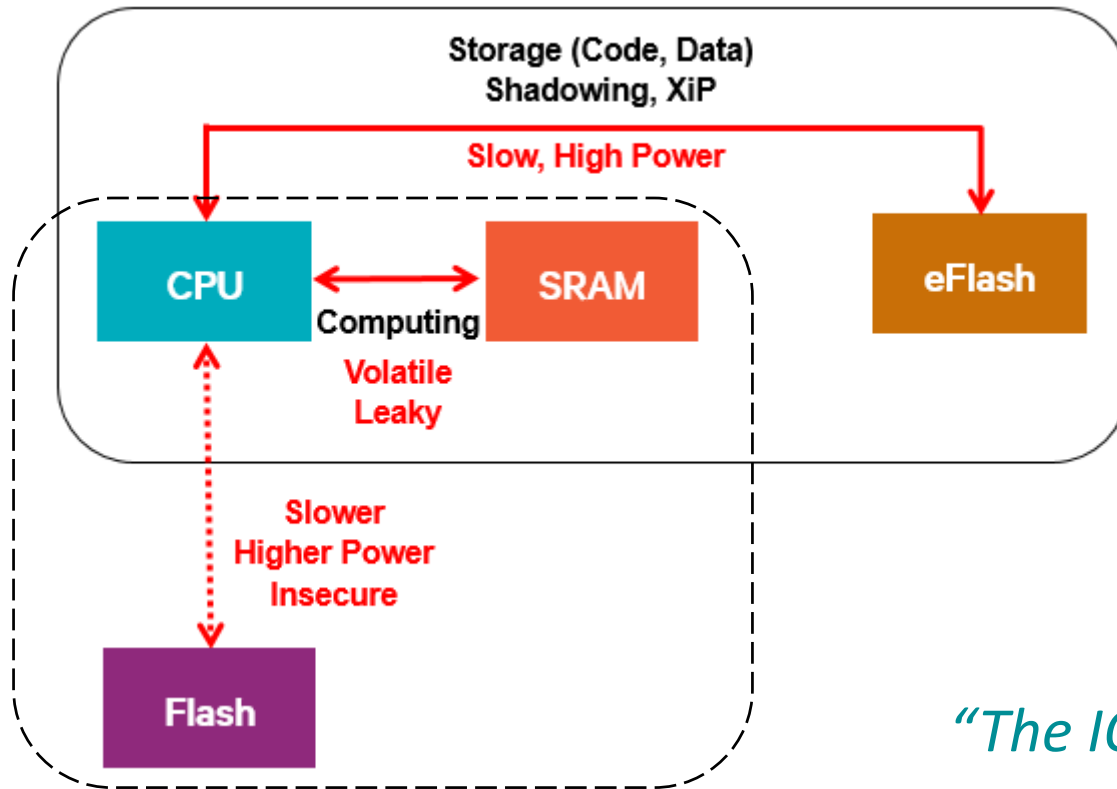 Storage (Code, Data)
Shadowing, XiP
Slow, High Power
CPU
SRAM
eFlash
Computing
Volatile
Leaky
Slower
Higher Power
Insecure
Flash
“The